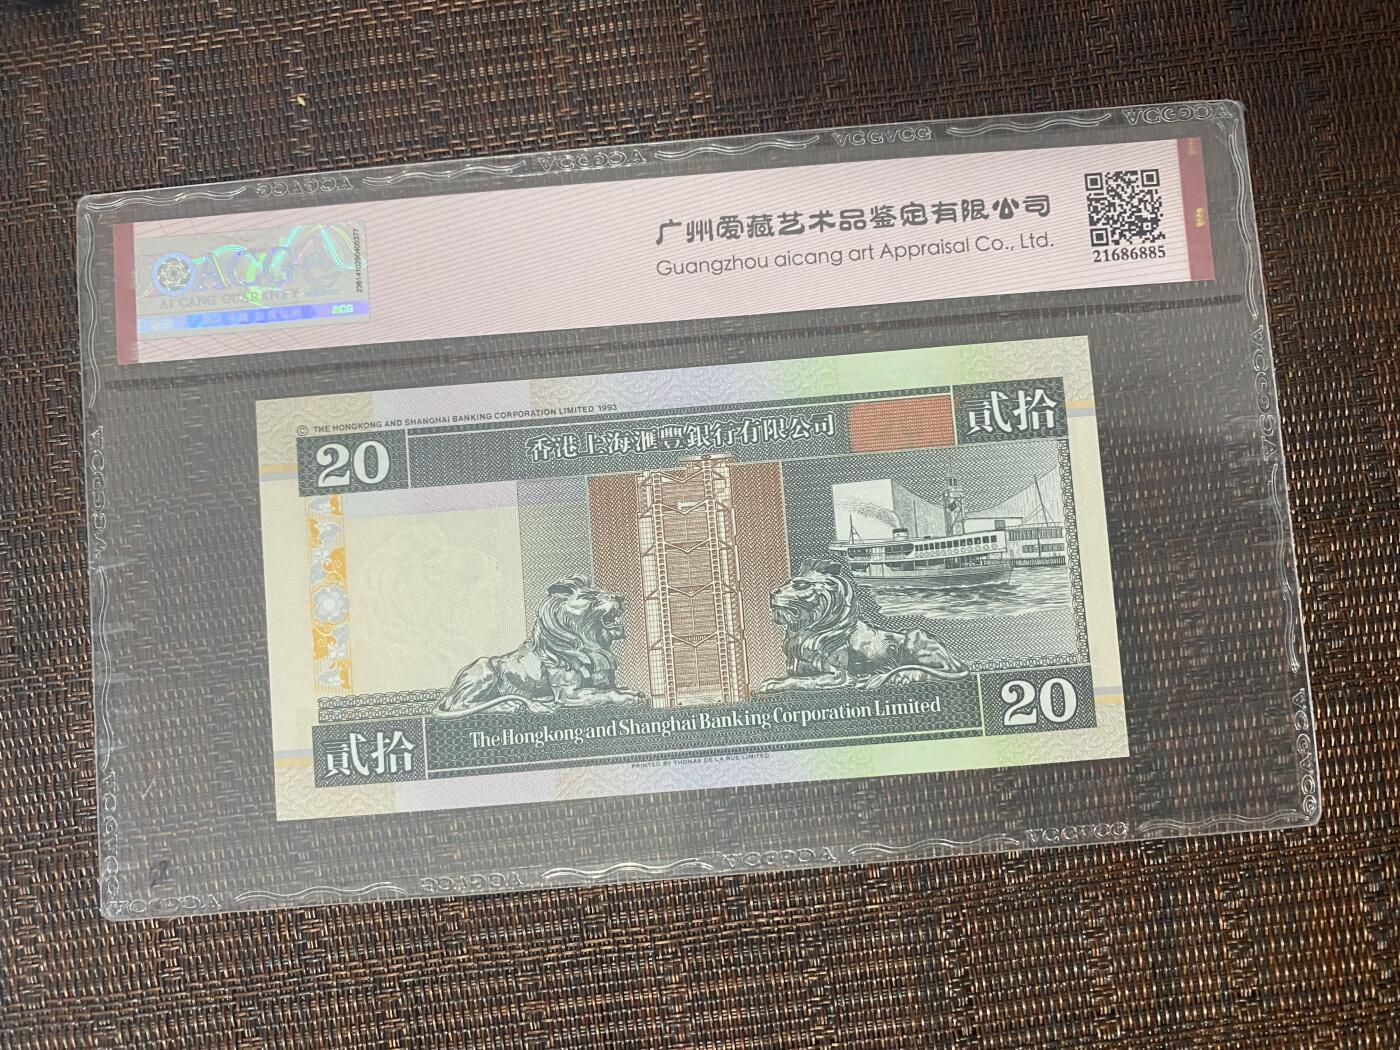 广州爱藏艺术品鉴定有限公司
Guangzhou aicang art Appraisal Co., Ltd.
21686885
ACG
AI CANG GUARANTY
ACG
© THE HONGKONG AND SHANGHAI BANKING CORPORATION LIMITED 1993
20
香港上海滙豐銀行有限公司
貳拾
貳拾
The Hongkong and Shanghai Banking Corporation Limited
20
PRINTED BY THOMAS DE LA RUE LIMITED
28